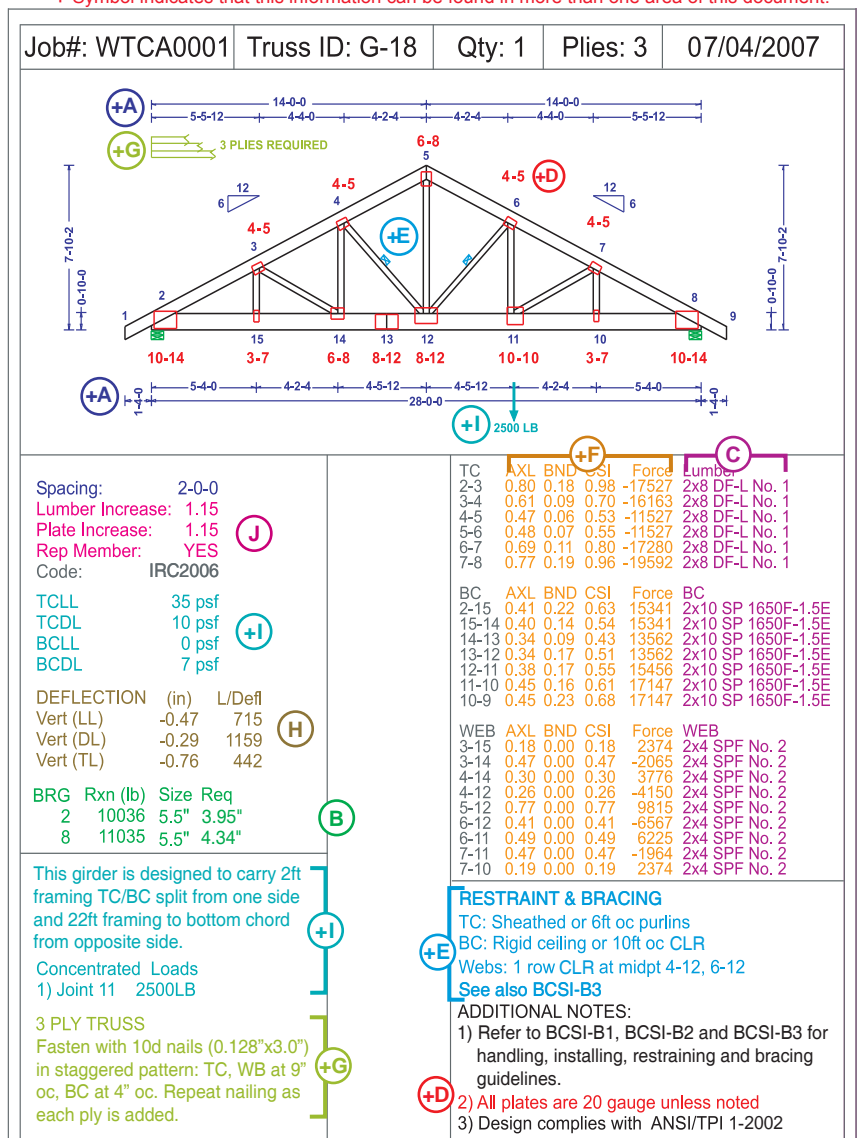 + Symbol indicates that this information can be found in more than one area of this document.
Job#: WTCA0001 Truss ID: G-18 Qty: 1 Plies: 3 07/04/2007
+A
14-0-0 14-0-0
5-5-12 4-4-0 4-2-4 4-2-4 4-4-0 5-5-12
+G 3 PLIES REQUIRED
6-8
5
4-5 4-5 +D
12 12
6 6
4 6
4-5 4-5
+E
3 7
7-10-2 7-10-2
0-10-0 0-10-0
2 8
1 9
15 14 13 12 11 10
10-14 3-7 6-8 8-12 8-12 10-10 3-7 10-14
+A
5-4-0 4-2-4 4-5-12 4-5-12 4-2-4 5-4-0
1-4-0 28-0-0 1-4-0
+I 2500 LB
Spacing: 2-0-0
Lumber Increase: 1.15
Plate Increase: 1.15
Rep Member: YES
J
Code: IRC2006
TCLL 35 psf
TCDL 10 psf
BCLL 0 psf
BCDL 7 psf
+I
DEFLECTION (in) L/Defl
Vert (LL) -0.47 715
Vert (DL) -0.29 1159
Vert (TL) -0.76 442
H
BRG Rxn (lb) Size Req
2 10036 5.5" 3.95"
8 11035 5.5" 4.34"
B
This girder is designed to carry 2ft
framing TC/BC split from one side
and 22ft framing to bottom chord
from opposite side.
Concentrated Loads
1) Joint 11 2500LB
+I
3 PLY TRUSS
Fasten with 10d nails (0.128"x3.0")
in staggered pattern: TC, WB at 9"
oc, BC at 4" oc. Repeat nailing as
each ply is added.
+G
+F C
TC AXL BND CSI Force Lumber
2-3 0.80 0.18 0.98 -17527 2x8 DF-L No. 1
3-4 0.61 0.09 0.70 -16163 2x8 DF-L No. 1
4-5 0.47 0.06 0.53 -11527 2x8 DF-L No. 1
5-6 0.48 0.07 0.55 -11527 2x8 DF-L No. 1
6-7 0.69 0.11 0.80 -17280 2x8 DF-L No. 1
7-8 0.77 0.19 0.96 -19592 2x8 DF-L No. 1
BC AXL BND CSI Force BC
2-15 0.41 0.22 0.63 15341 2x10 SP 1650F-1.5E
15-14 0.40 0.14 0.54 15341 2x10 SP 1650F-1.5E
14-13 0.34 0.09 0.43 13562 2x10 SP 1650F-1.5E
13-12 0.34 0.17 0.51 13562 2x10 SP 1650F-1.5E
12-11 0.38 0.17 0.55 15456 2x10 SP 1650F-1.5E
11-10 0.45 0.16 0.61 17147 2x10 SP 1650F-1.5E
10-9 0.45 0.23 0.68 17147 2x10 SP 1650F-1.5E
WEB AXL BND CSI Force WEB
3-15 0.18 0.00 0.18 2374 2x4 SPF No. 2
3-14 0.47 0.00 0.47 -2065 2x4 SPF No. 2
4-14 0.30 0.00 0.30 3776 2x4 SPF No. 2
4-12 0.26 0.00 0.26 -4150 2x4 SPF No. 2
5-12 0.77 0.00 0.77 9815 2x4 SPF No. 2
6-12 0.41 0.00 0.41 -6567 2x4 SPF No. 2
6-11 0.49 0.00 0.49 6225 2x4 SPF No. 2
7-11 0.47 0.00 0.47 -1964 2x4 SPF No. 2
7-10 0.19 0.00 0.19 2374 2x4 SPF No. 2
RESTRAINT & BRACING
TC: Sheathed or 6ft oc purlins
BC: Rigid ceiling or 10ft oc CLR
Webs: 1 row CLR at midpt 4-12, 6-12
See also BCSI-B3
+E
ADDITIONAL NOTES:
1) Refer to BCSI-B1, BCSI-B2 and BCSI-B3 for
handling, installing, restraining and bracing
guidelines.
+D
2) All plates are 20 gauge unless noted
3) Design complies with ANSI/TPI 1-2002